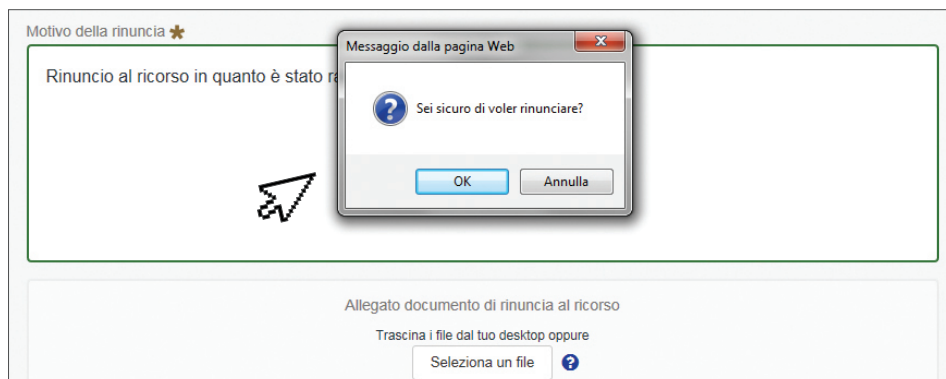 Motivo della rinuncia
Messaggio dalla pagina Web
Rinuncio al ricorso in quanto è stato
Sei sicuro di voler rinunciare?
OK
Annulla
Allegato documento di rinuncia al ricorso
Trascina i file dal tuo desktop oppure
Seleziona un file